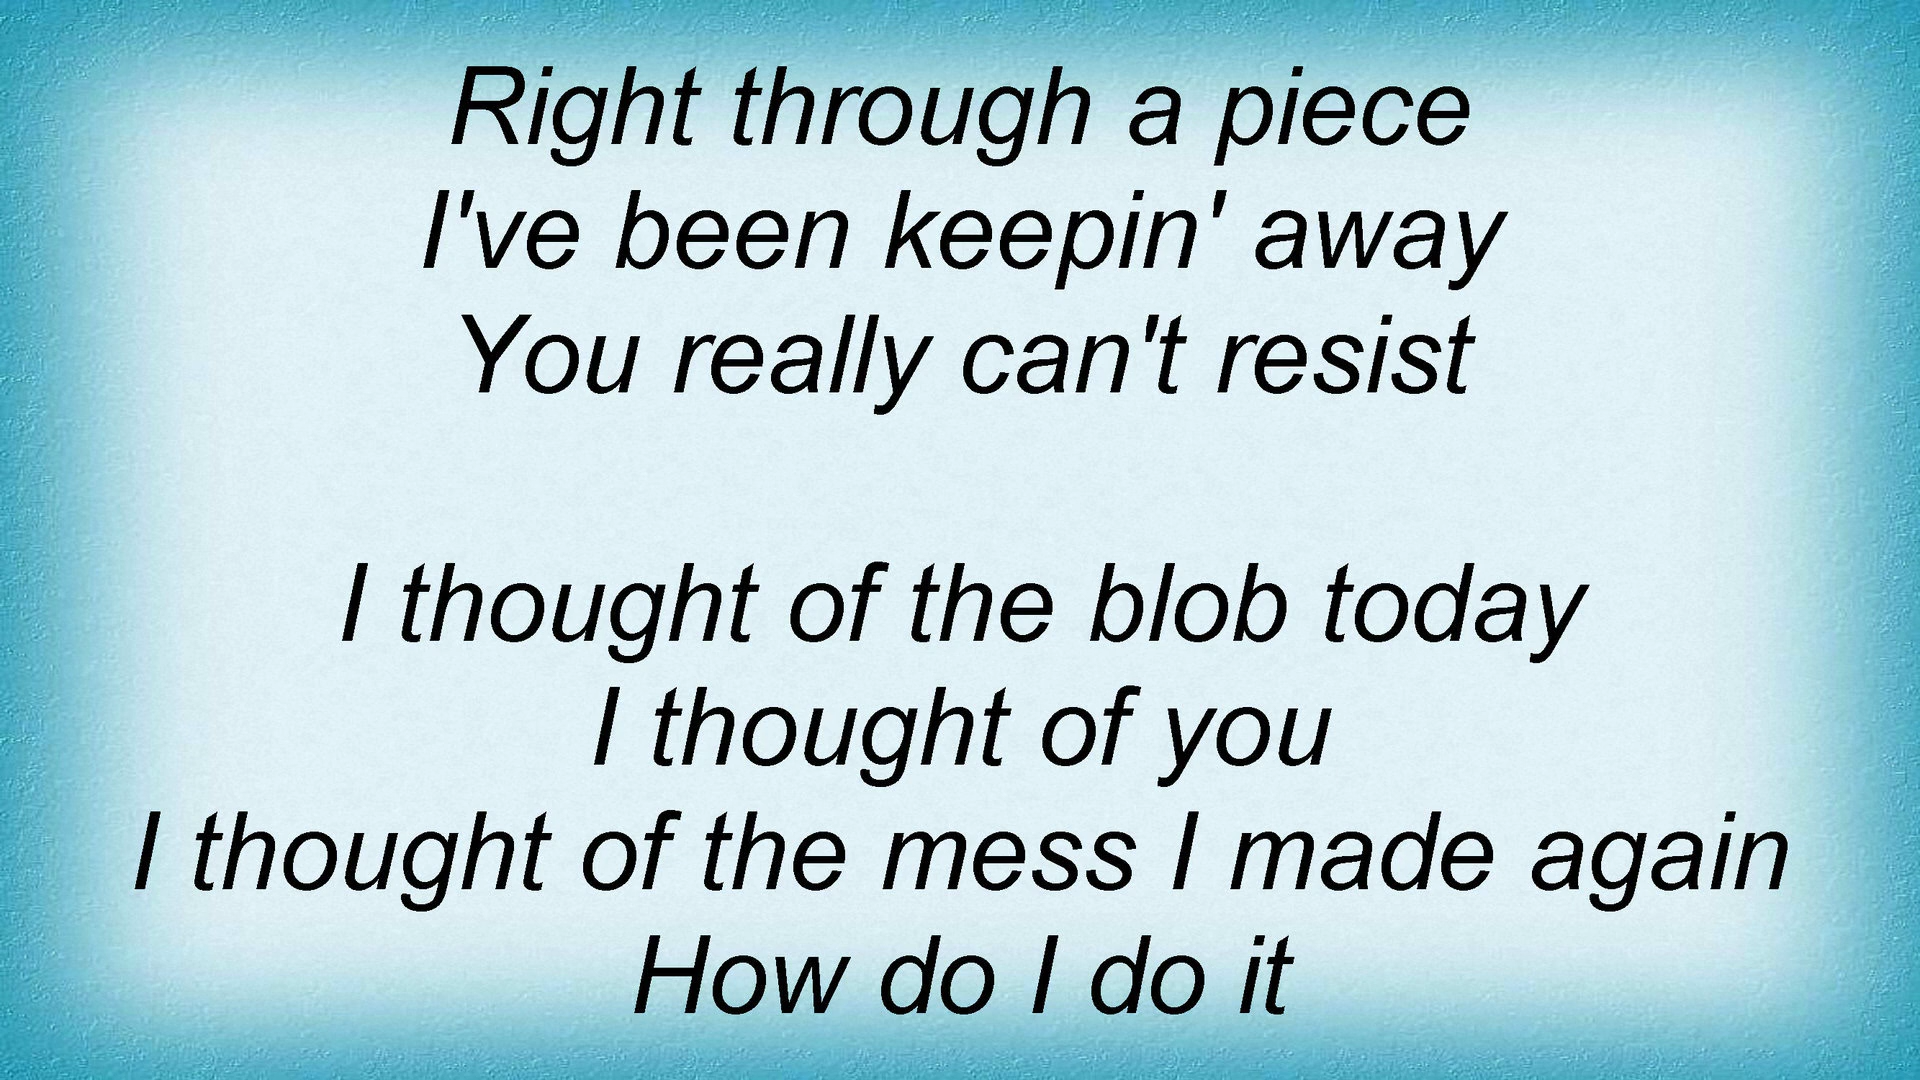 Right through a piece
I've been keepin' away
You really can't resist
I thought of the blob today
I thought of you
I thought of the mess I made again
How do I do it